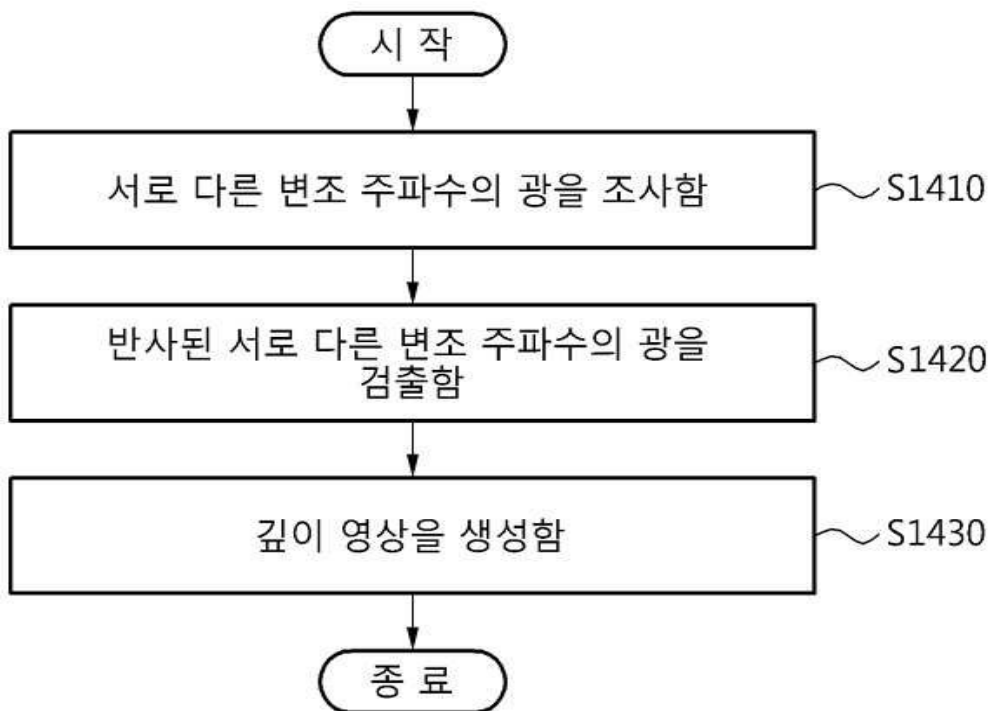 시 작
서로 다른 변조 주파수의 광을 조사함
S1410
반사된 서로 다른 변조 주파수의 광을
검출함
S1420
깊이 영상을 생성함
S1430
종 료